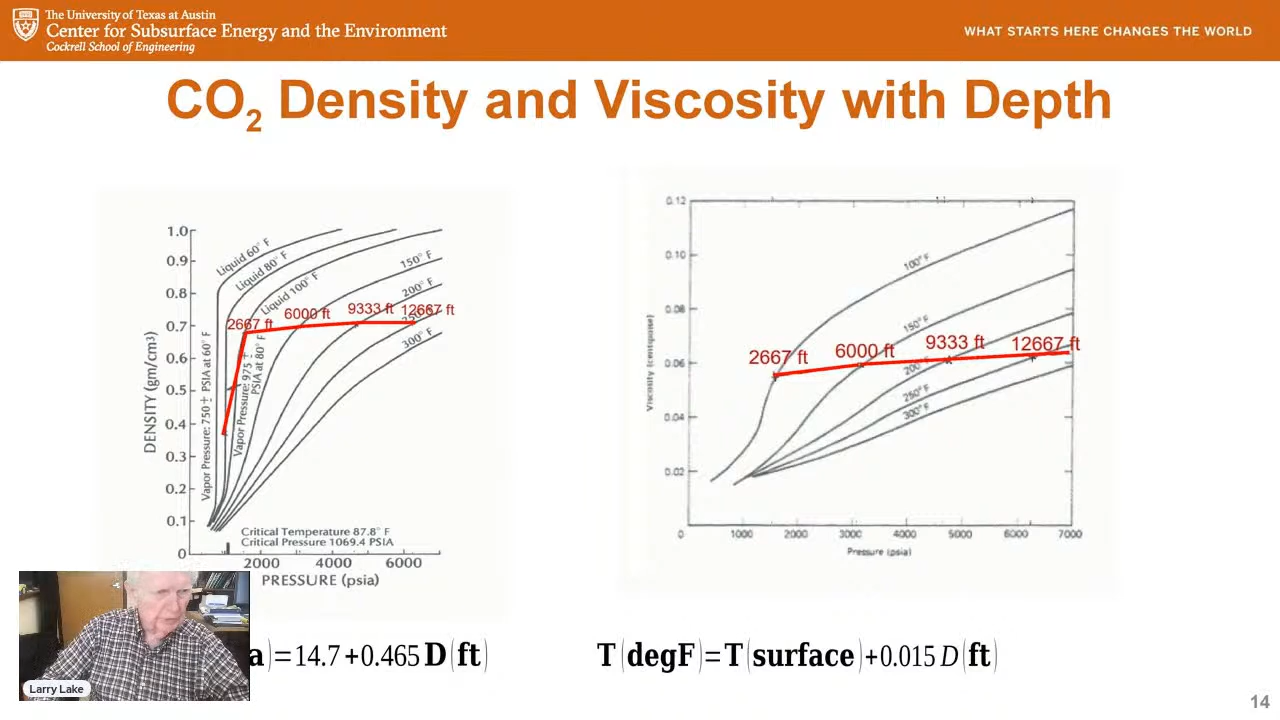 The University of Texas at Austin
Center for Subsurface Energy and the Environment
Cockrell School of Engineering
WHAT STARTS HERE CHANGES THE WORLD
CO2 Density and Viscosity with Depth
1.0
0.9
0.8
0.7
0.6
0.5
0.4
0.3
0.2
0.1
0
DENSITY (gm/cm³)
Liquid 60° F
Liquid 80° F
Liquid 100° F
150° F
200° F
300° F
2667 ft
6000 ft
9333 ft
12667 ft
Vapor Pressure: 750± PSIA at 60° F
Vapor Pressure: 975±
PSIA at 80° F
Critical Temperature 87.8° F
Critical Pressure 1069.4 PSIA
2000
4000
6000
PRESSURE (psia)
0.12
0.10
0.08
0.06
0.04
0.02
0
Viscosity (centipoise)
100°F
150°F
200°
250°F
300°F
2667 ft
6000 ft
9333 ft
12667 ft
1000
2000
3000
4000
5000
6000
7000
Pressure (psia)
a)=14.7+0.465 D(ft)
T(degF)=T(surface)+0.015 D(ft)
Larry Lake
14